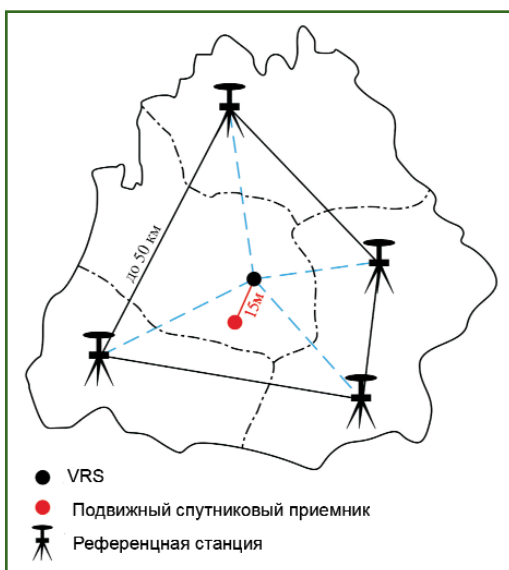 до 50 км
15м
VRS
Подвижный спутниковый приемник
Референцная станция